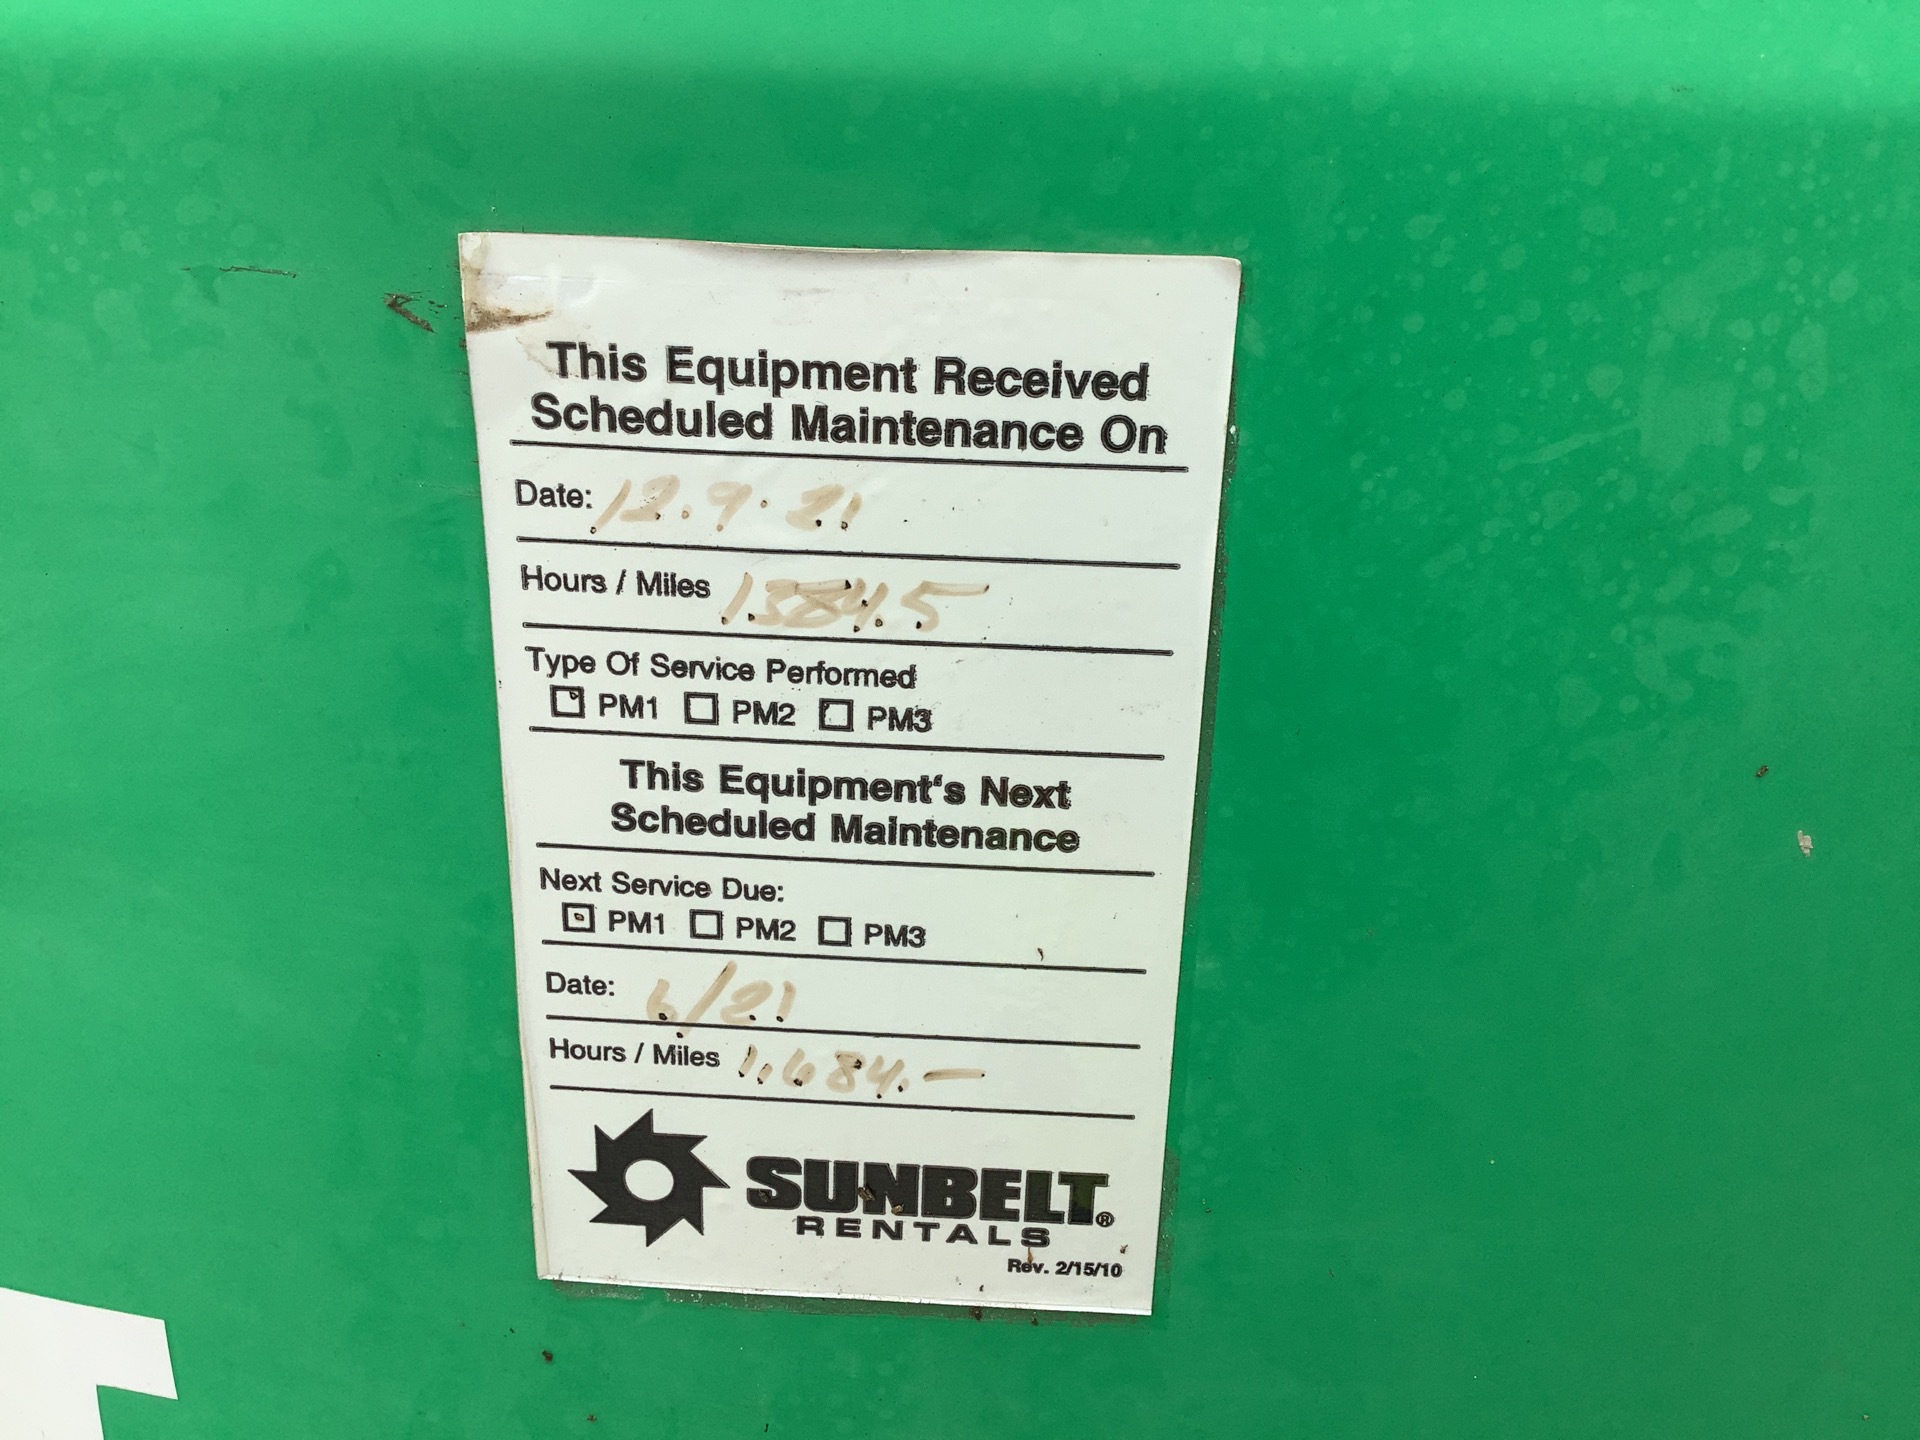 This Equipment Received
Scheduled Maintenance On
Date: 12.9.21
Hours / Miles 1384.5
Type Of Service Performed
PM1 PM2 PM3
This Equipment's Next
Scheduled Maintenance
Next Service Due:
PM1 PM2 PM3
Date: 6/21
Hours / Miles 1,684.-
SUNBELT®
RENTALS
Rev. 2/15/10